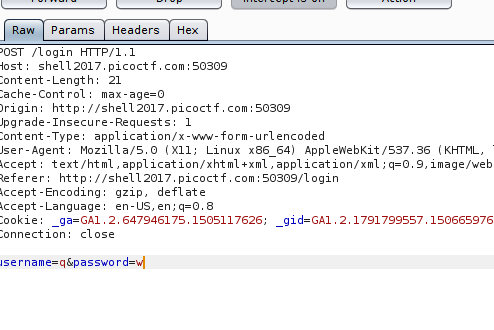 Forward Drop Intercept is on Action
Raw Params Headers Hex
POST /login HTTP/1.1
Host: shell2017.picoctf.com:50309
Content-Length: 21
Cache-Control: max-age=0
Origin: http://shell2017.picoctf.com:50309
Upgrade-Insecure-Requests: 1
Content-Type: application/x-www-form-urlencoded
User-Agent: Mozilla/5.0 (X11; Linux x86_64) AppleWebKit/537.36 (KHTML, l
Accept: text/html,application/xhtml+xml,application/xml;q=0.9,image/web
Referer: http://shell2017.picoctf.com:50309/login
Accept-Encoding: gzip, deflate
Accept-Language: en-US,en;q=0.8
Cookie: _ga=GA1.2.647946175.1505117626; _gid=GA1.2.1791799557.150665976
Connection: close
username=q&password=w